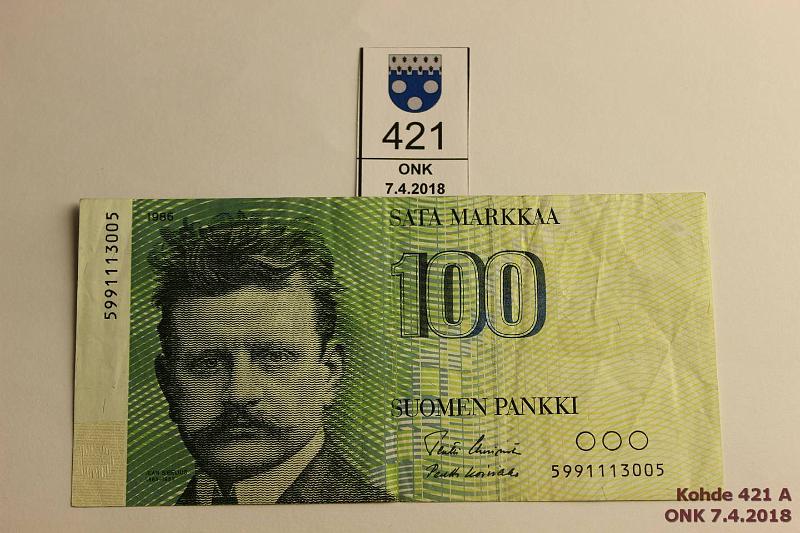 421
ONK
7.4.2018
1986
SATA MARKKAA
100
5991113005
SUOMEN PANKKI
5991113005
Kohde 421 A
ONK 7.4.2018